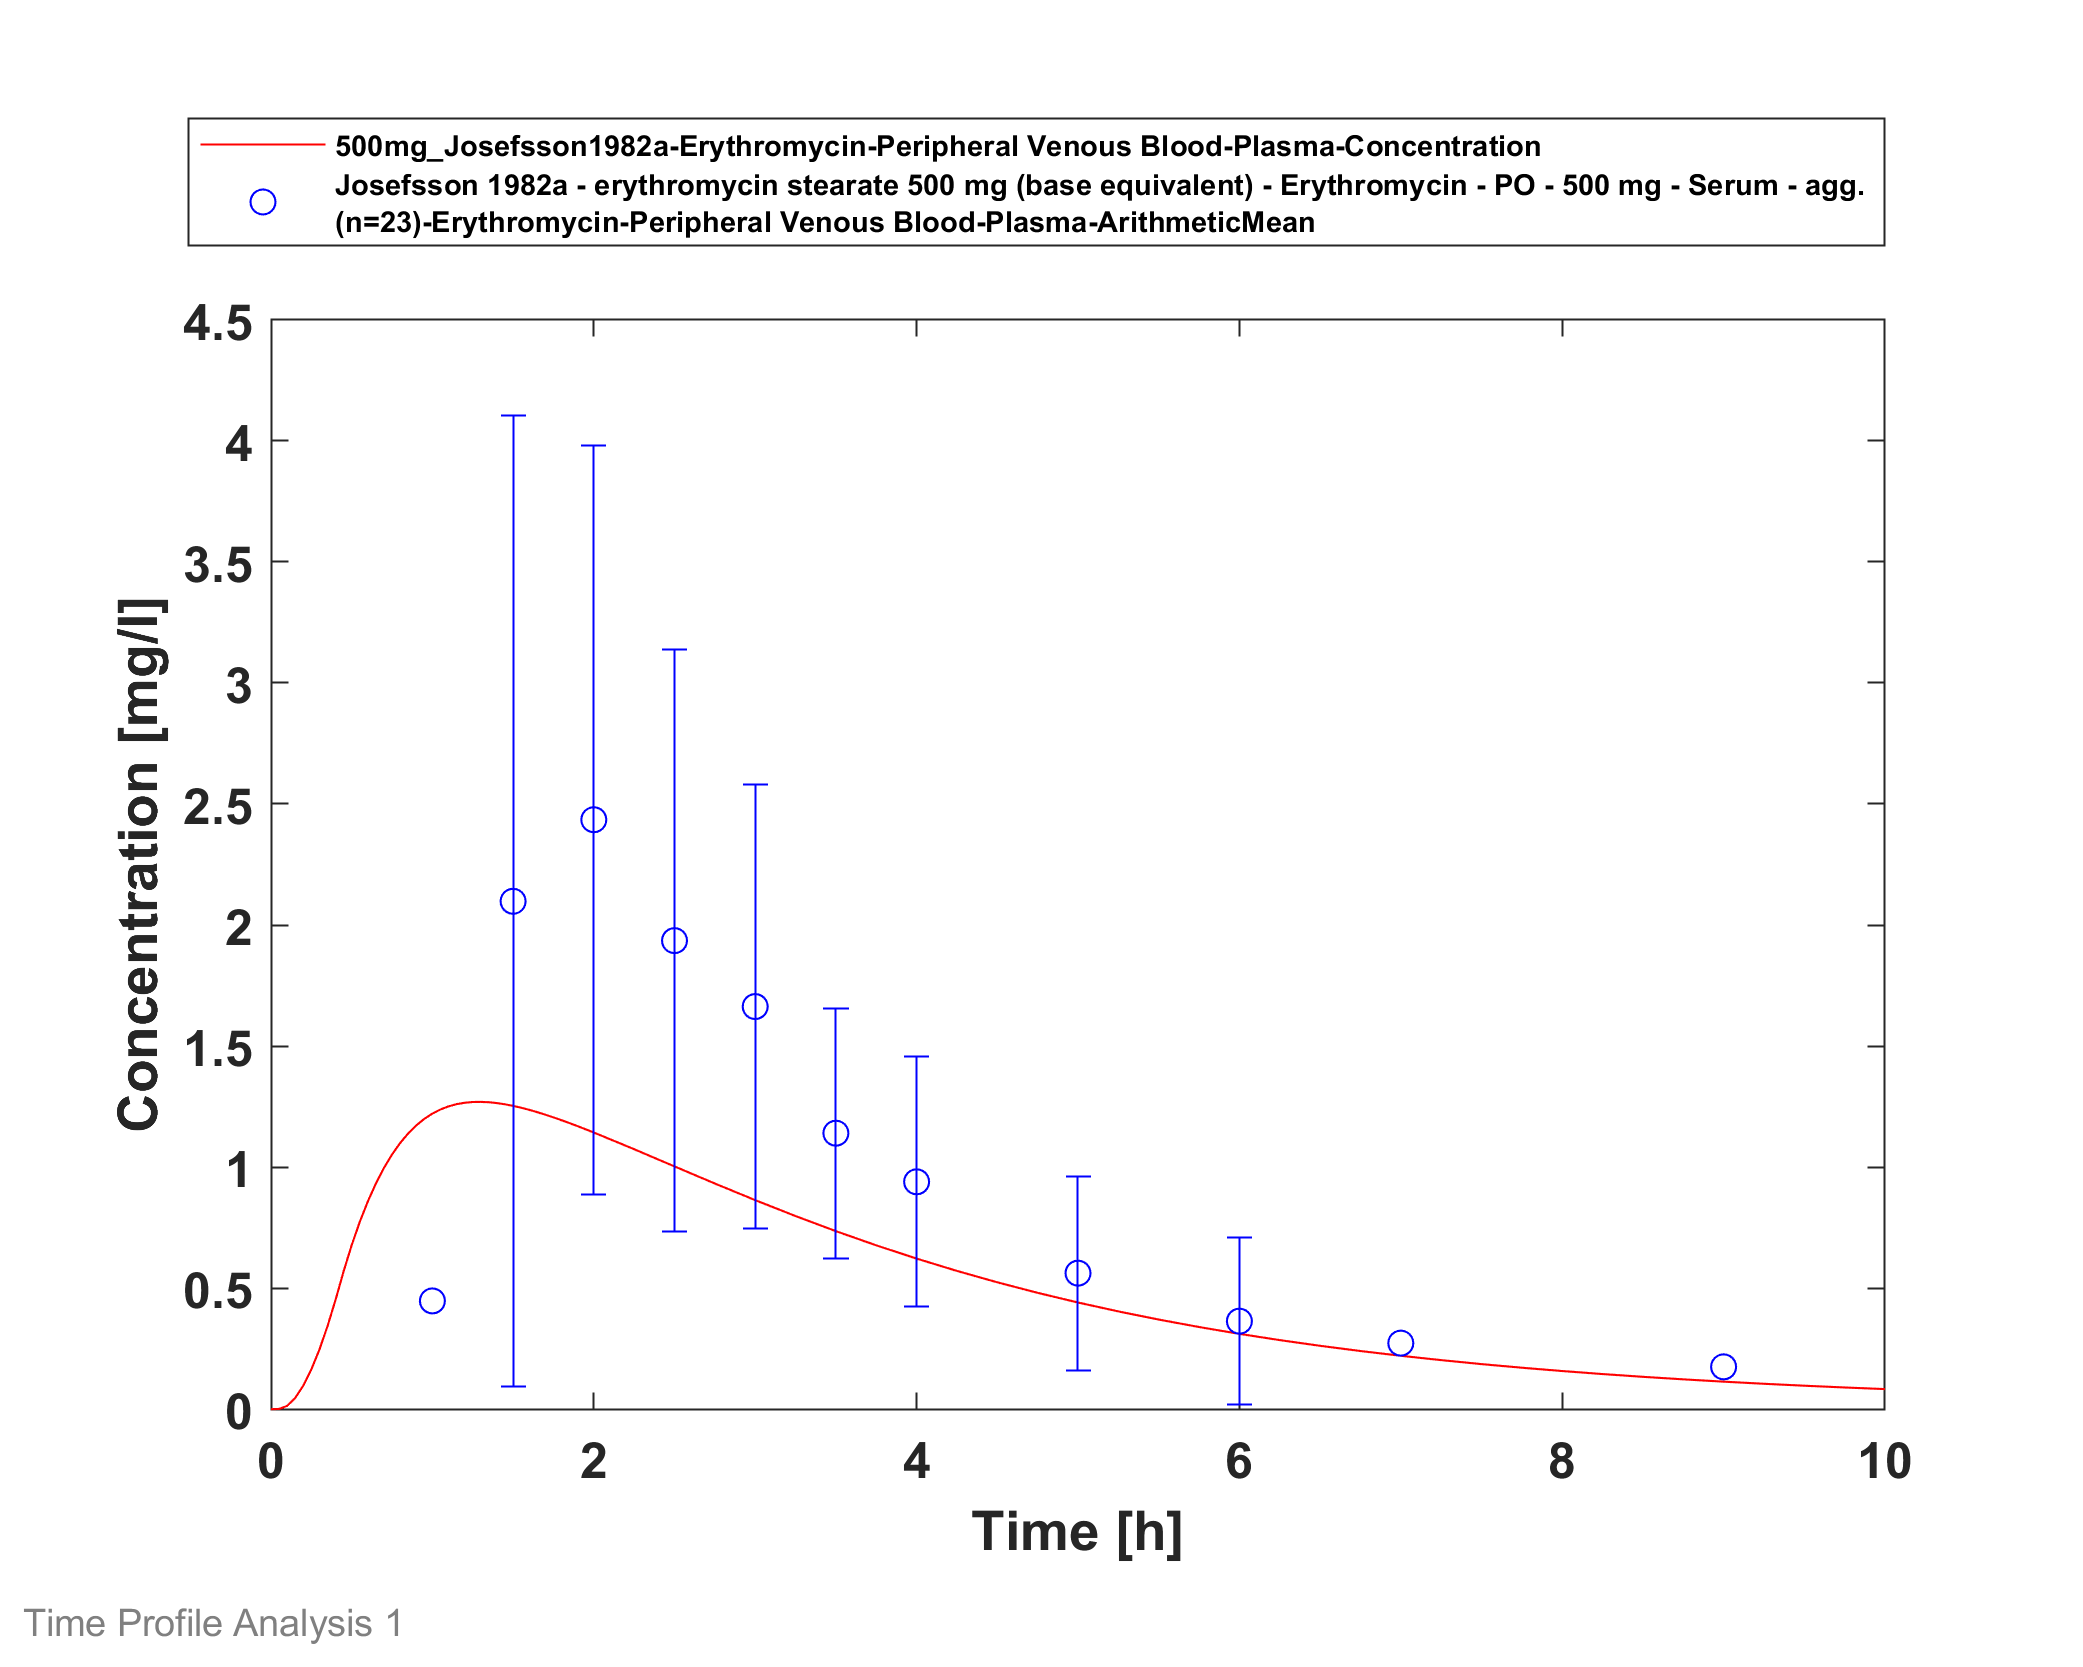 500mg_Josefsson1982a-Erythromycin-Peripheral Venous Blood-Plasma-Concentration
Josefsson 1982a - erythromycin stearate 500 mg (base equivalent) - Erythromycin - PO - 500 mg - Serum - agg.
(n=23)-Erythromycin-Peripheral Venous Blood-Plasma-ArithmeticMean
4.5
4
3.5
3
2.5
2
1.5
1
0.5
0
Concentration [mg/l]
0 2 4 6 8 10
Time [h]
Time Profile Analysis 1